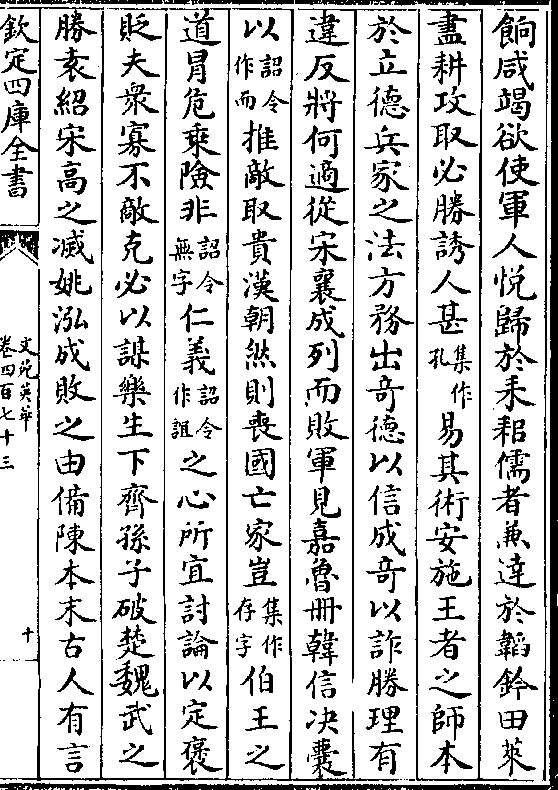 餉咸竭欲使軍人悅歸於耒耜儒者兼達於韜鈐田萊
盡耕攻取必勝誘人甚集作孔易其術安施王者之師本
於立德兵家之法方務出奇德以信成奇以詐勝理有
違反將何適從宋襄成列而敗軍見嘉魯冊韓信決囊
以詔令作而推敵取貴漢朝然則喪國亡家豈集作存字伯王之
道冒危乗險非詔令無字仁義詔令作誼之心所宜討論以定褒
貶夫衆寡不敵克必以謀樂生下齊孫子破楚魏武之
勝袁紹宋高之滅姚泓成敗之由備陳本末古人有言
欽定四庫全書
文苑英華
卷四百七十三
十